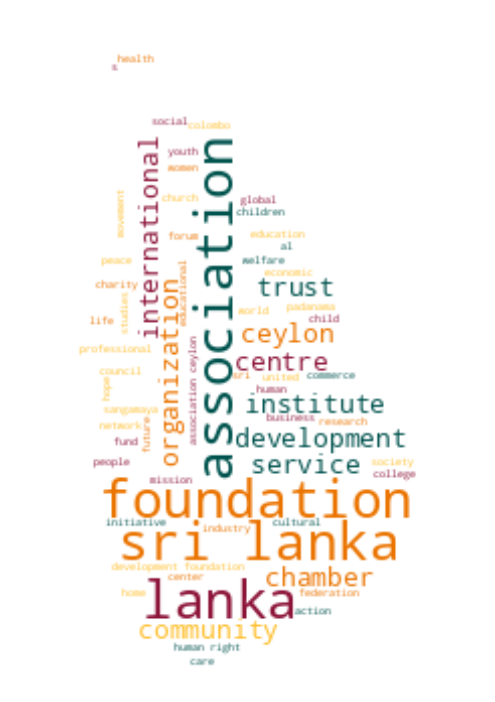 health
s
social
colombo
international
youth
association
women
movement
church
global
children
forum
education
al
peace
welfare
educational
economic
charity
organization
trust
studies
world
padanama
life
child
ceylon
professional
association ceylon
centre
council
sri
united
commerce
hope
human
institute
sangamaya
business
research
network
future
development
fund
people
service
society
college
mission
foundation
initiative
industry
cultural
sri lanka
development foundation
center
chamber
lanka
home
federation
action
community
human right
care